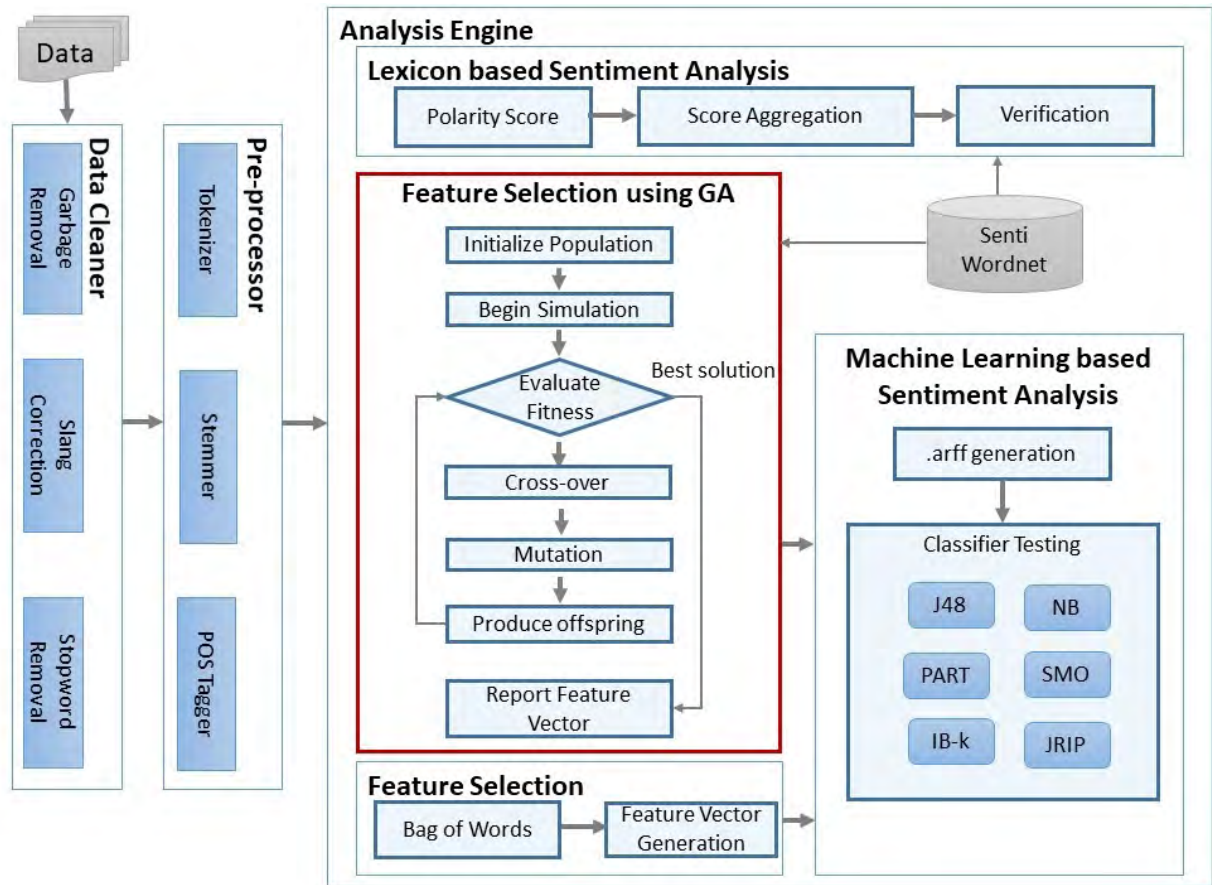 Data
Data Cleaner
Garbage
Removal
Slang
Correction
Stopword
Removal
Pre-processor
Tokenizer
Stemmer
POS Tagger
Analysis Engine
Lexicon based Sentiment Analysis
Polarity Score
Score Aggregation
Verification
Senti
Wordnet
Feature Selection using GA
Initialize Population
Begin Simulation
Evaluate
Fitness
Best solution
Cross-over
Mutation
Produce offspring
Report Feature
Vector
Feature Selection
Bag of Words
Feature Vector
Generation
Machine Learning based
Sentiment Analysis
.arff generation
Classifier Testing
J48
NB
PART
SMO
IB-k
JRIP